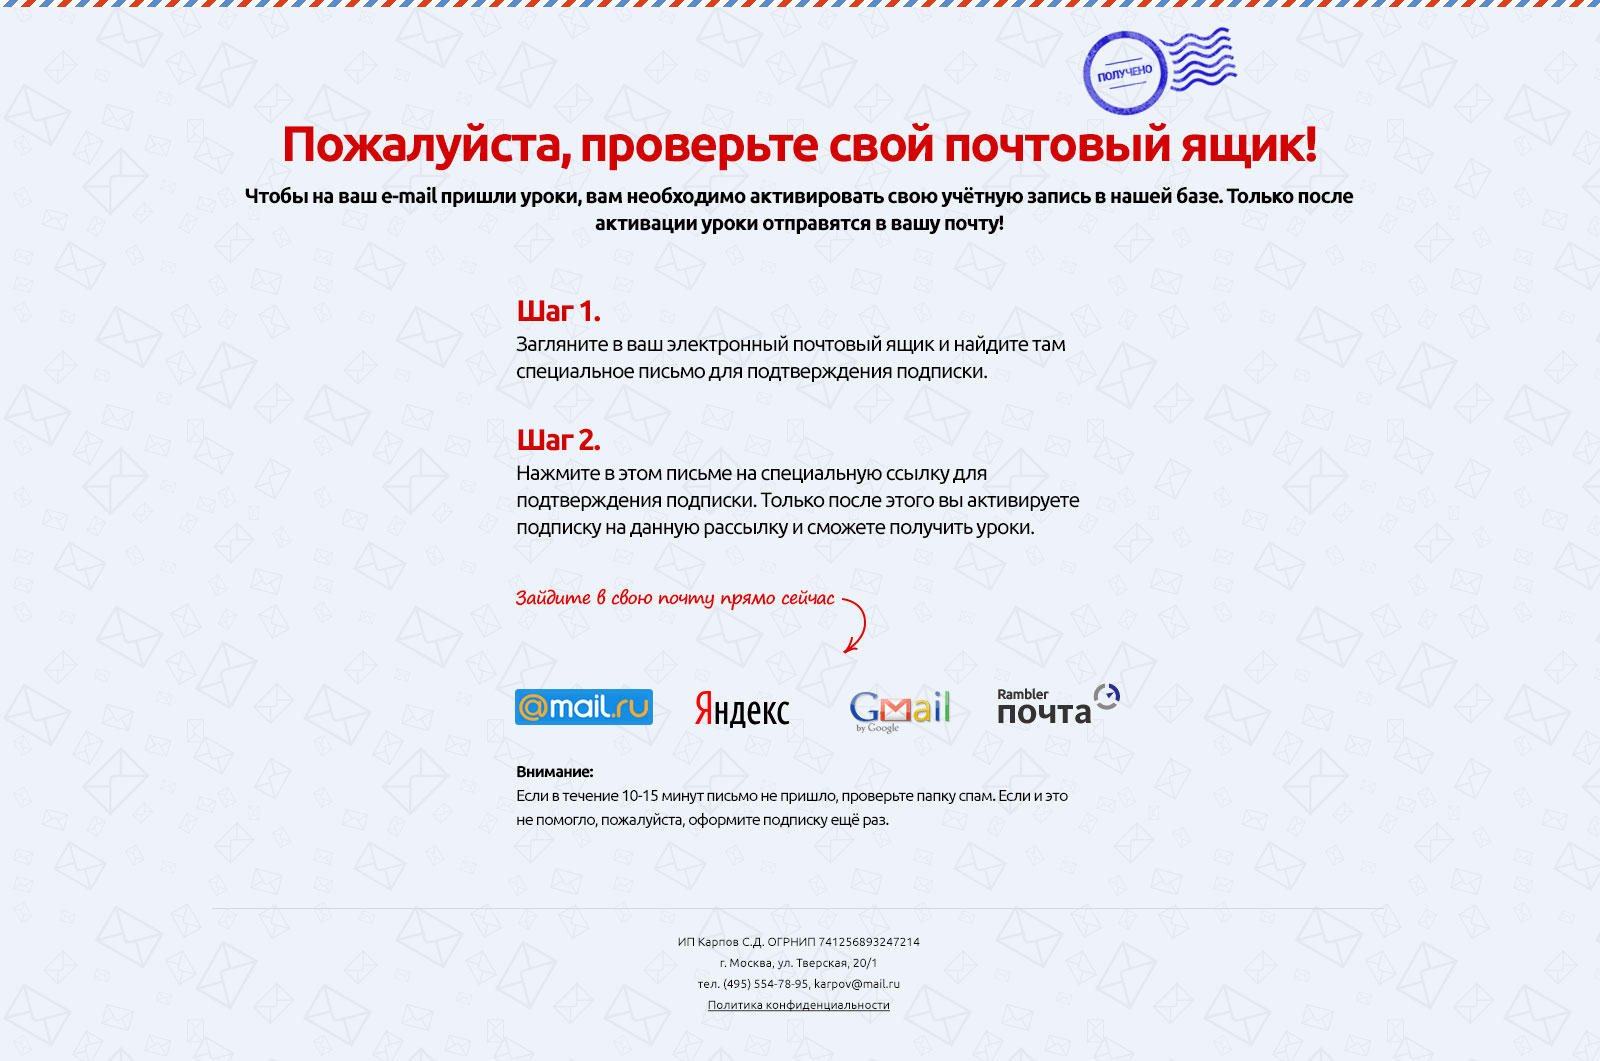 ПОЛУЧЕНО
Пожалуйста, проверьте свой почтовый ящик!
Чтобы на ваш e-mail пришли уроки, вам необходимо активировать свою учётную запись в нашей базе. Только после
активации уроки отправятся в вашу почту!
Шаг 1.
Загляните в ваш электронный почтовый ящик и найдите там
специальное письмо для подтверждения подписки.
Шаг 2.
Нажмите в этом письме на специальную ссылку для
подтверждения подписки. Только после этого вы активируете
подписку на данную рассылку и сможете получить уроки.
Зайдите в свою почту прямо сейчас
@mail.ru
Яндекс
Gmail
by Google
Rambler
почта
Внимание:
Если в течение 10-15 минут письмо не пришло, проверьте папку спам. Если и это
не помогло, пожалуйста, оформите подписку ещё раз.
ИП Карпов С.Д. ОГРНИП 741256893247214
г. Москва, ул. Тверская, 20/1
тел. (495) 554-78-95, karpov@mail.ru
Политика конфиденциальности